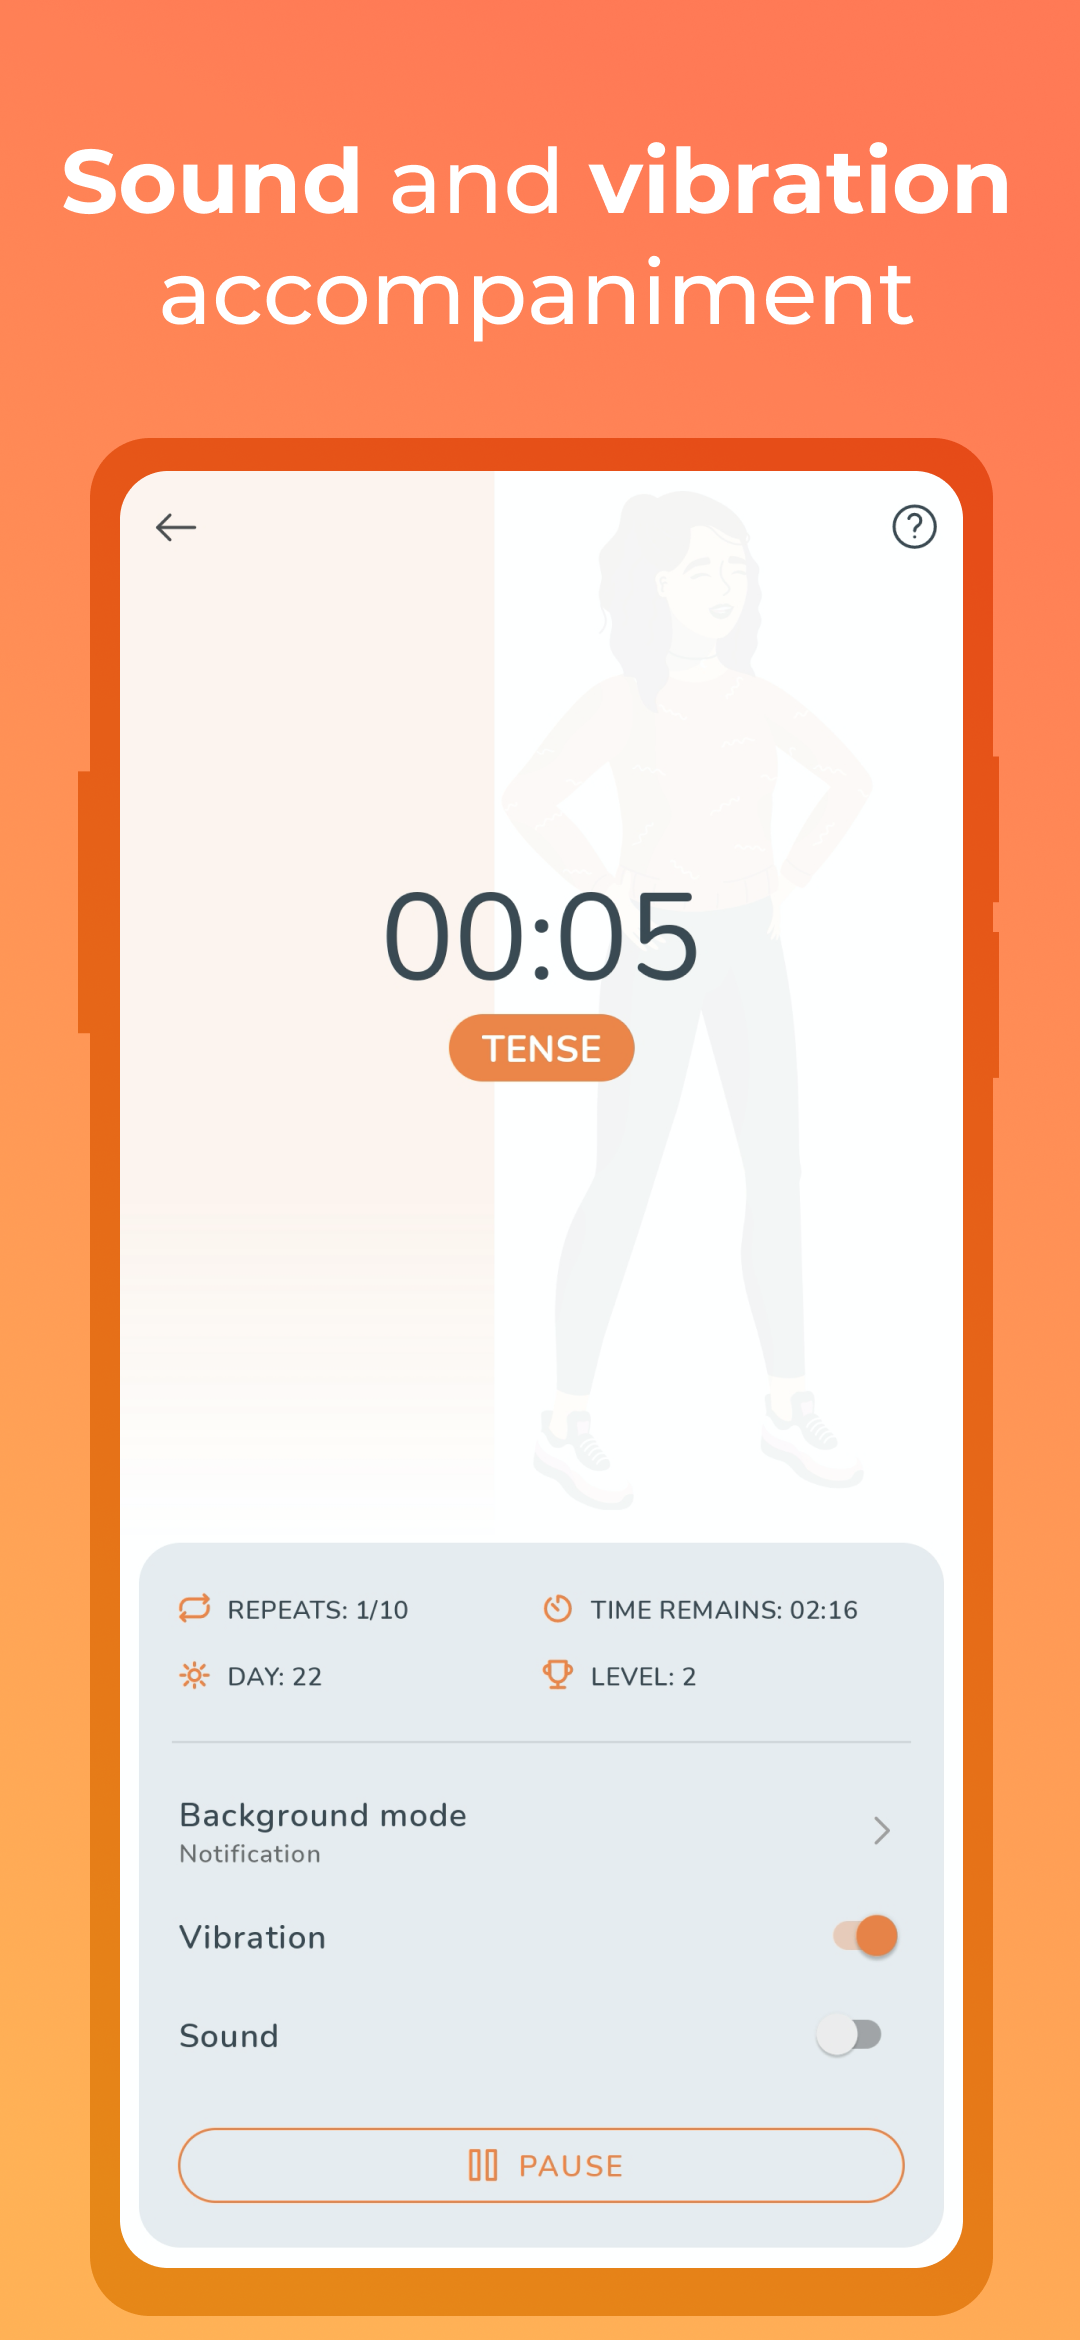 Sound and vibration
accompaniment
00:05
TENSE
REPEATS: 1/10
TIME REMAINS: 02:16
DAY: 22
LEVEL: 2
Background mode
Notification
Vibration
Sound
PAUSE